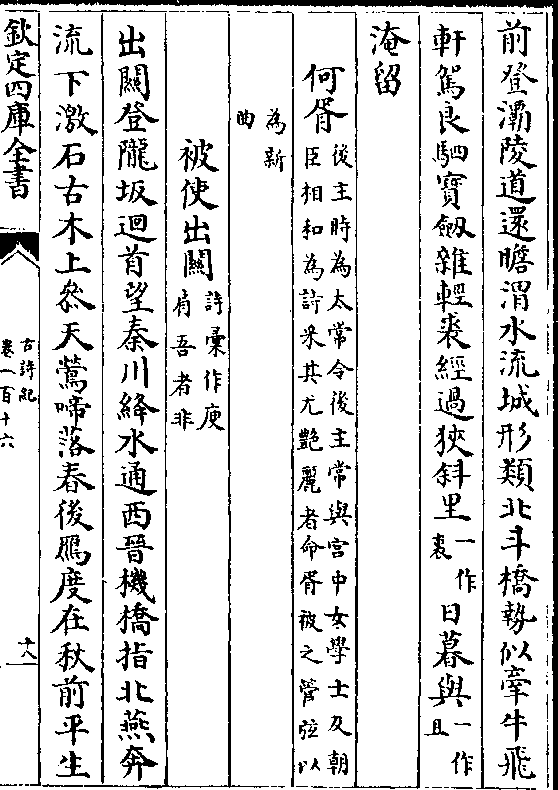 前登灞陵道還瞻渭水流城形類北斗橋勢似牽牛飛
軒駕良駟寶劒雜輕裘經過狹斜里一作裏日暮與一作且
淹留
何胥後主時為太常令後主常與宮中女學士及朝臣相和為詩采其尤艷麗者命胥被之管弦以
為新曲
被使出關詩彚作庾肩吾者非
出關登隴坂迴首望秦川絳水通西晉機橋指北燕奔
流下激石古木上叅天鶯啼落春後鴈度在秋前平生
欽定四庫全書
古詩紀
卷一百十六
十八